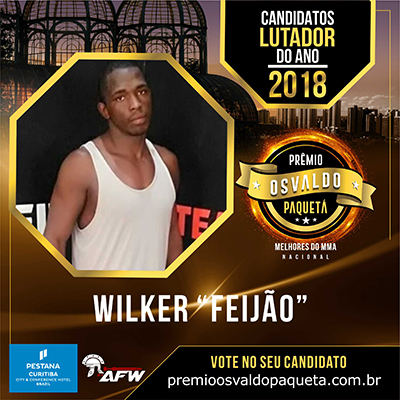 CANDIDATOS
LUTADOR
DO ANO
2018
PRÊMIO
OSVALDO
PAQUETÁ
MELHORES DO MMA
NACIONAL
WILKER “FEIJÃO”
PESTANA
CURITIBA
CITY & CONFERENCE HOTEL
BRASIL
AFW
VOTE NO SEU CANDIDATO
premioosvaldopaqueta.com.br